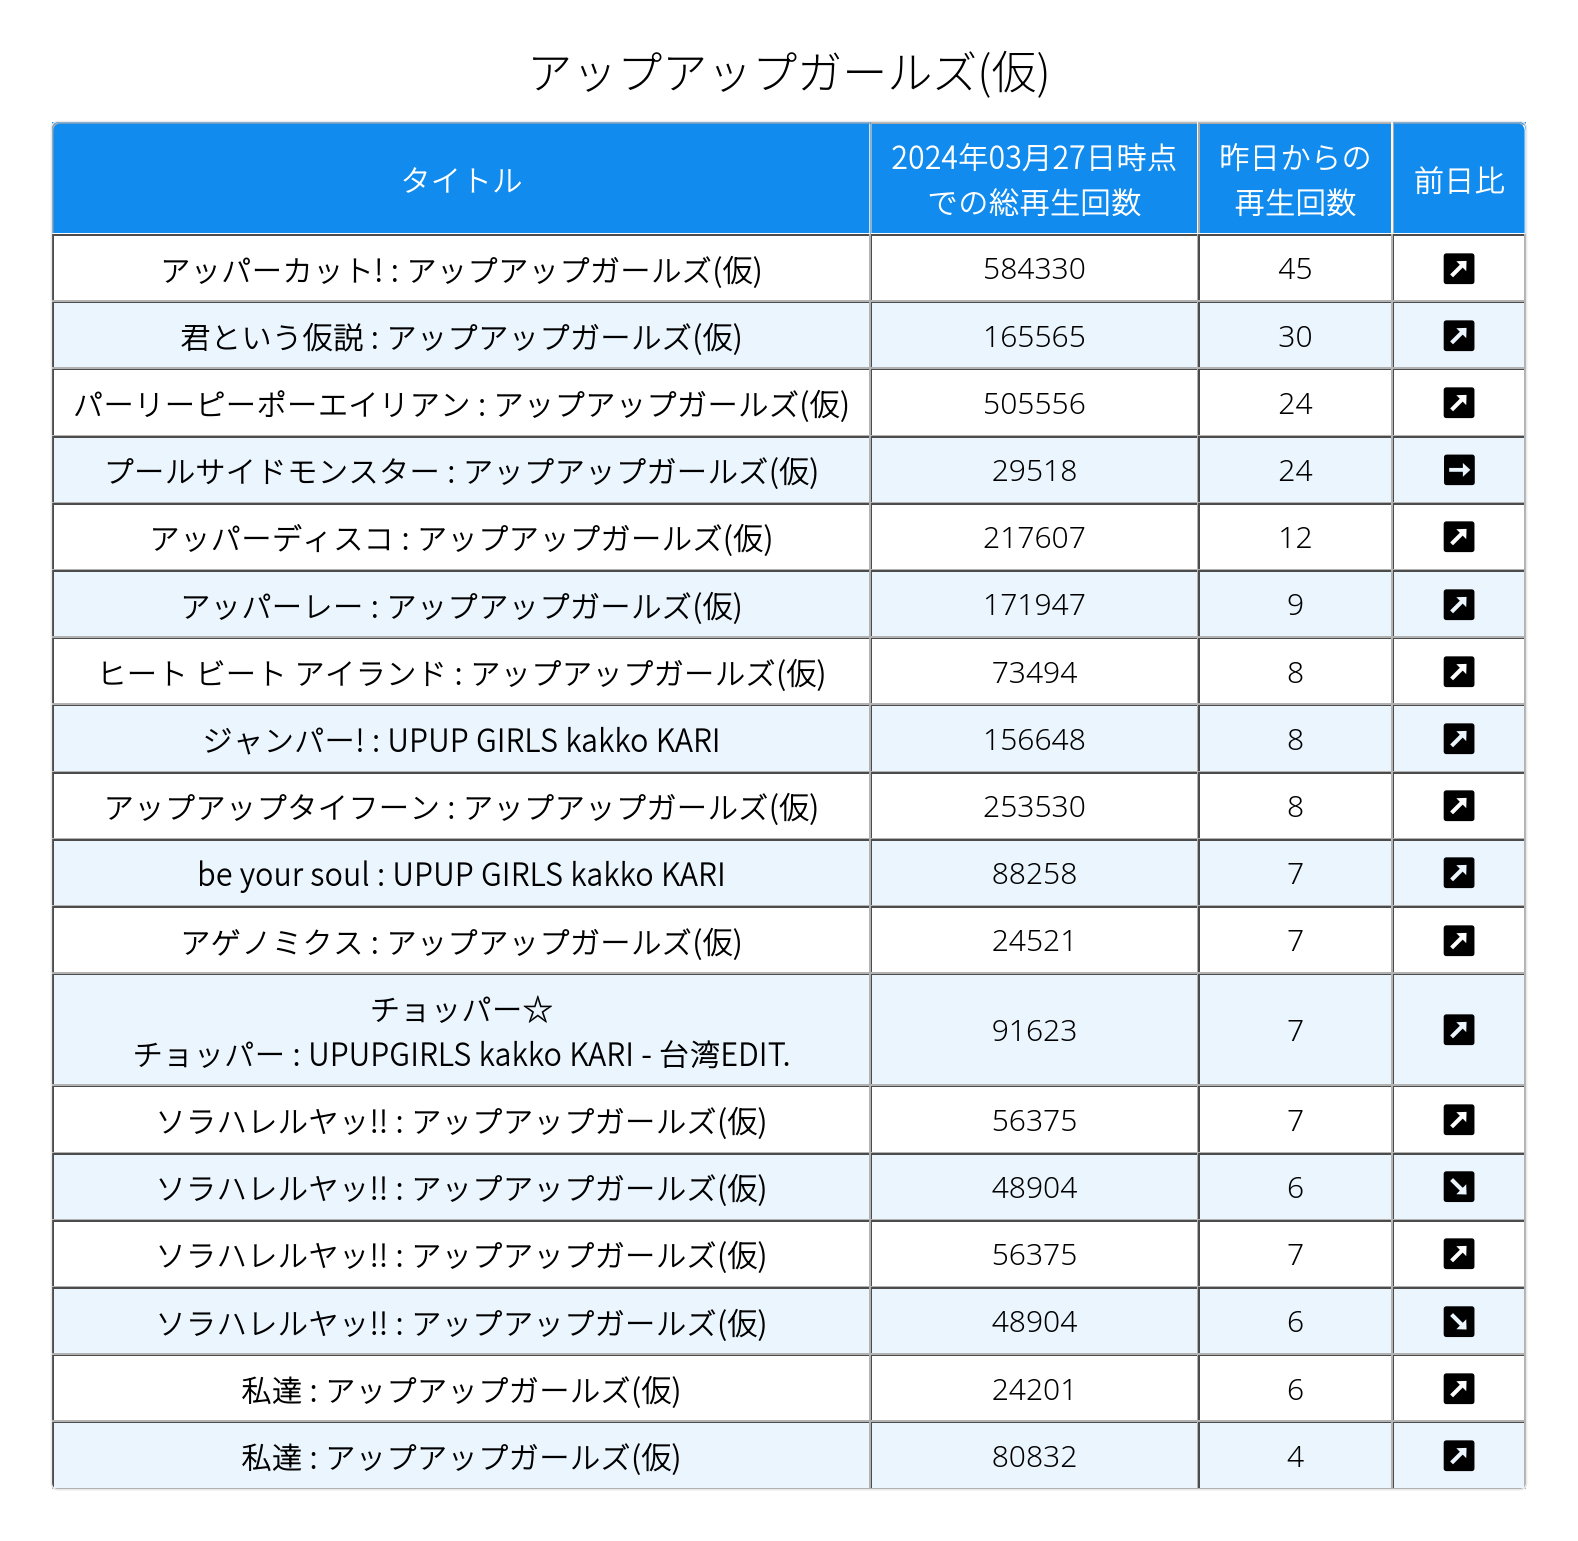 アップアップガールズ(仮)
タイトル
2024年03月27日時点
での総再生回数
昨日からの
再生回数
前日比
アッパーカット! : アップアップガールズ(仮) 584330 45 ↗
君という仮説 : アップアップガールズ(仮) 165565 30 ↗
パーリーピーポーエイリアン : アップアップガールズ(仮) 505556 24 ↗
プールサイドモンスター : アップアップガールズ(仮) 29518 24 →
アッパーディスコ : アップアップガールズ(仮) 217607 12 ↗
アッパーレー : アップアップガールズ(仮) 171947 9 ↗
ヒート ビート アイランド : アップアップガールズ(仮) 73494 8 ↗
ジャンパー! : UPUP GIRLS kakko KARI 156648 8 ↗
アップアップタイフーン : アップアップガールズ(仮) 253530 8 ↗
be your soul : UPUP GIRLS kakko KARI 88258 7 ↗
アゲノミクス : アップアップガールズ(仮) 24521 7 ↗
チョッパー☆
チョッパー : UPUPGIRLS kakko KARI - 台湾EDIT. 91623 7 ↗
ソラハレルヤッ!! : アップアップガールズ(仮) 56375 7 ↗
ソラハレルヤッ!! : アップアップガールズ(仮) 48904 6 ↘
ソラハレルヤッ!! : アップアップガールズ(仮) 56375 7 ↗
ソラハレルヤッ!! : アップアップガールズ(仮) 48904 6 ↘
私達 : アップアップガールズ(仮) 24201 6 ↗
私達 : アップアップガールズ(仮) 80832 4 ↗